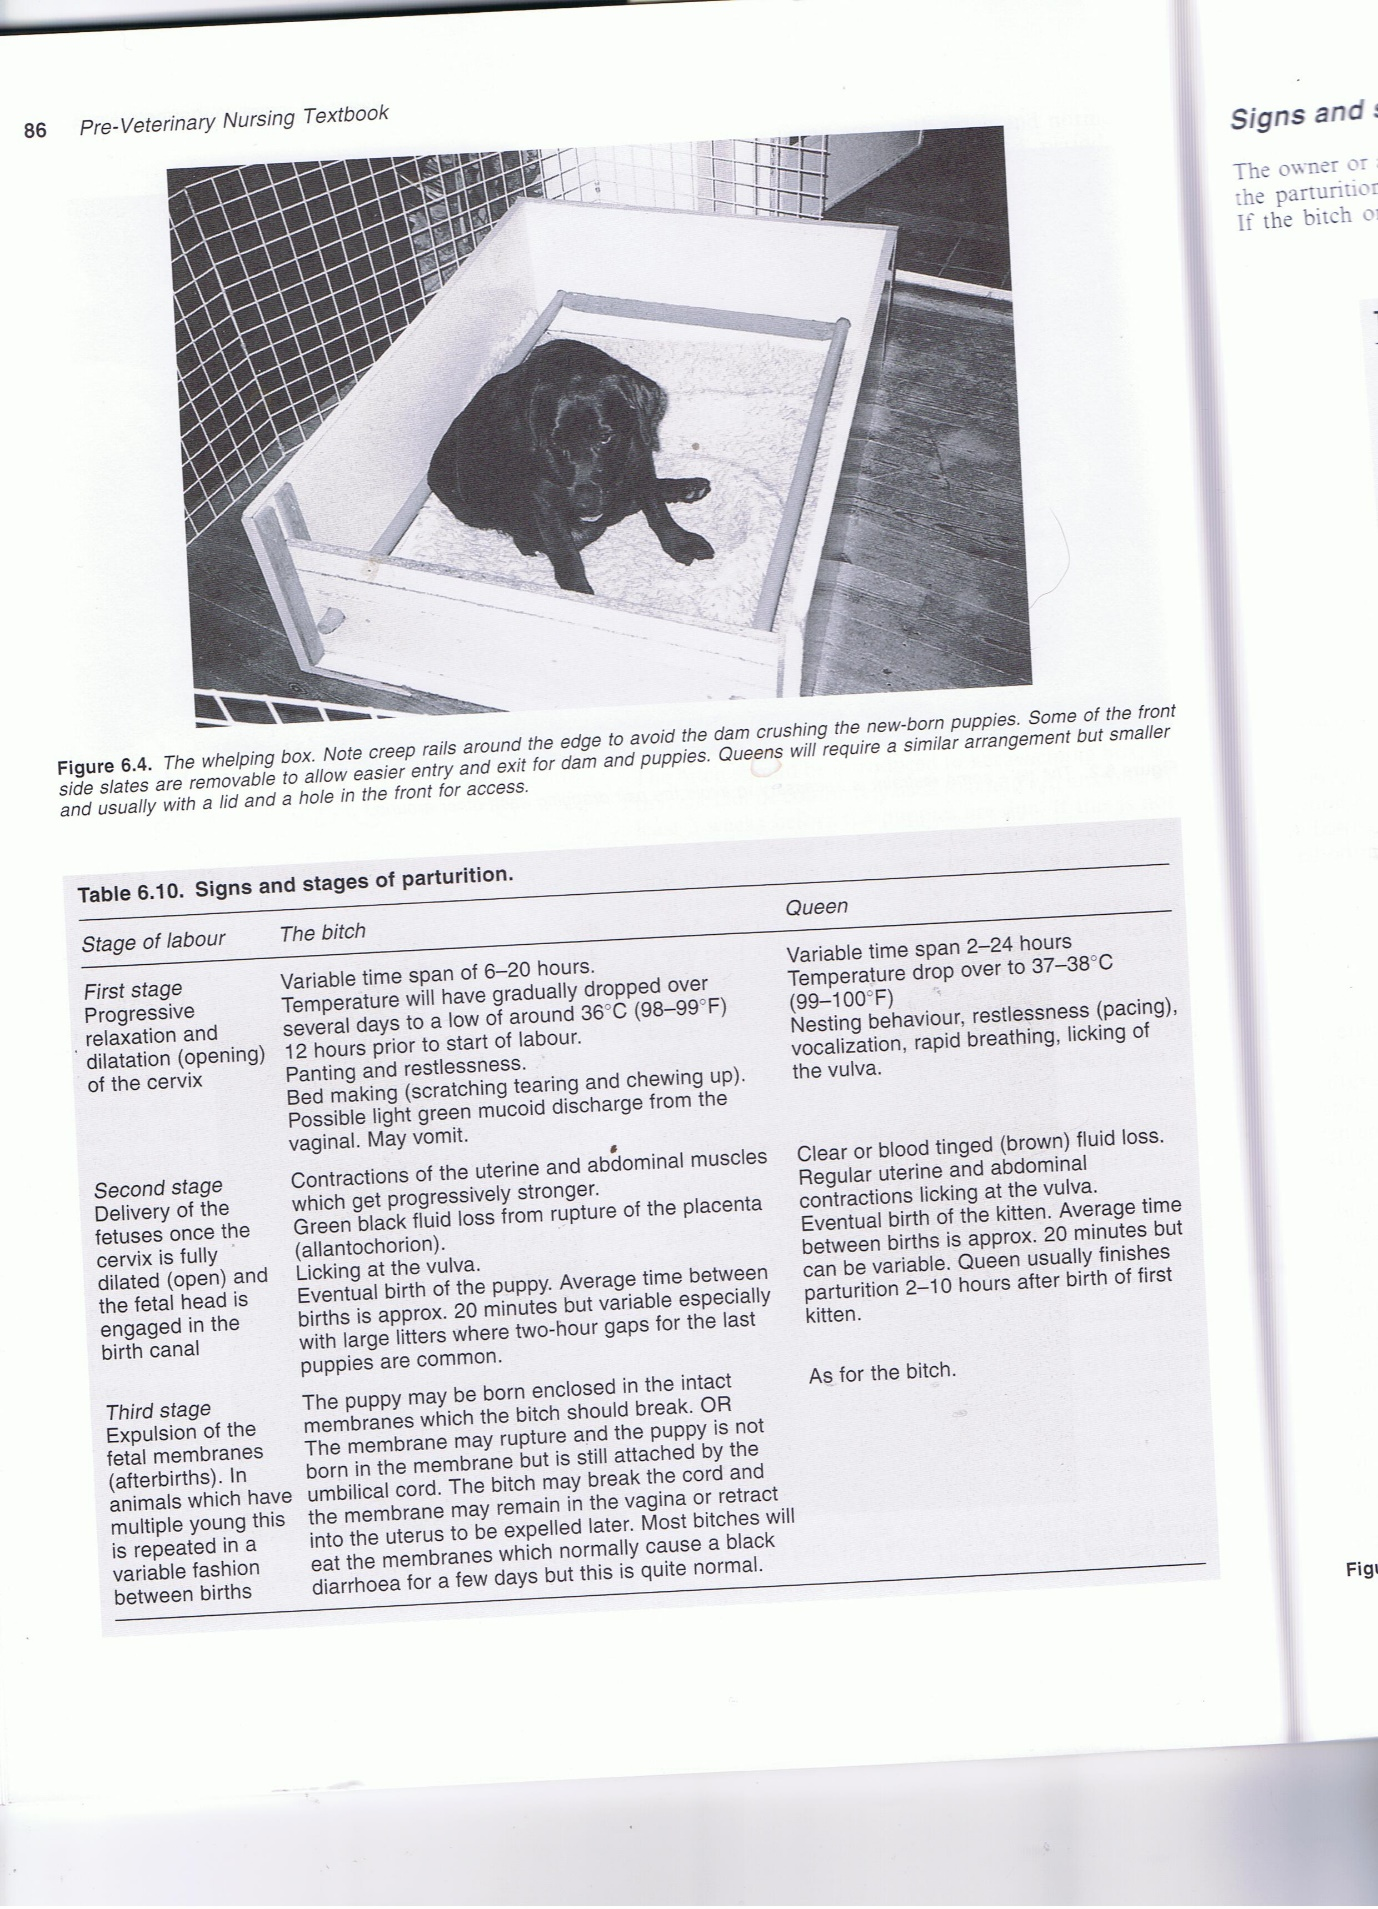 86 Pre-Veterinary Nursing Textbook
Figure 6.4. The whelping box. Note creep rails around the edge to avoid the dam crushing the new-born puppies. Some of the front
side slates are removable to allow easier entry and exit for dam and puppies. Queens will require a similar arrangement but smaller
and usually with a lid and a hole in the front for access.
Table 6.10. Signs and stages of parturition.
Stage of labour
The bitch
Queen
First stage
Progressive
relaxation and
dilatation (opening)
of the cervix
Variable time span of 6–20 hours.
Temperature will have gradually dropped over
several days to a low of around 36°C (98–99°F)
12 hours prior to start of labour.
Panting and restlessness.
Bed making (scratching tearing and chewing up).
Possible light green mucoid discharge from the
vaginal. May vomit.
Variable time span 2–24 hours
Temperature drop over to 37–38°C
(99–100°F)
Nesting behaviour, restlessness (pacing),
vocalization, rapid breathing, licking of
the vulva.
Second stage
Delivery of the
fetuses once the
cervix is fully
dilated (open) and
the fetal head is
engaged in the
birth canal
Contractions of the uterine and abdominal muscles
which get progressively stronger.
Green black fluid loss from rupture of the placenta
(allantochorion).
Licking at the vulva.
Eventual birth of the puppy. Average time between
births is approx. 20 minutes but variable especially
with large litters where two-hour gaps for the last
puppies are common.
Clear or blood tinged (brown) fluid loss.
Regular uterine and abdominal
contractions licking at the vulva.
Eventual birth of the kitten. Average time
between births is approx. 20 minutes but
can be variable. Queen usually finishes
parturition 2–10 hours after birth of first
kitten.
Third stage
Expulsion of the
fetal membranes
(afterbirths). In
animals which have
multiple young this
is repeated in a
variable fashion
between births
The puppy may be born enclosed in the intact
membranes which the bitch should break. OR
The membrane may rupture and the puppy is not
born in the membrane but is still attached by the
umbilical cord. The bitch may break the cord and
the membrane may remain in the vagina or retract
into the uterus to be expelled later. Most bitches will
eat the membranes which normally cause a black
diarrhoea for a few days but this is quite normal.
As for the bitch.
Signs and
The owner or
the parturition
If the bitch